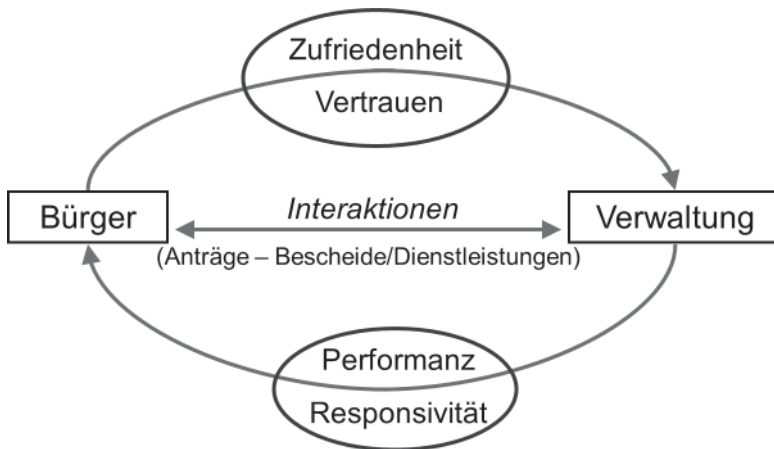 Zufriedenheit
Vertrauen
Bürger
Interaktionen
Verwaltung
(Anträge – Bescheide/Dienstleistungen)
Performanz
Responsivität